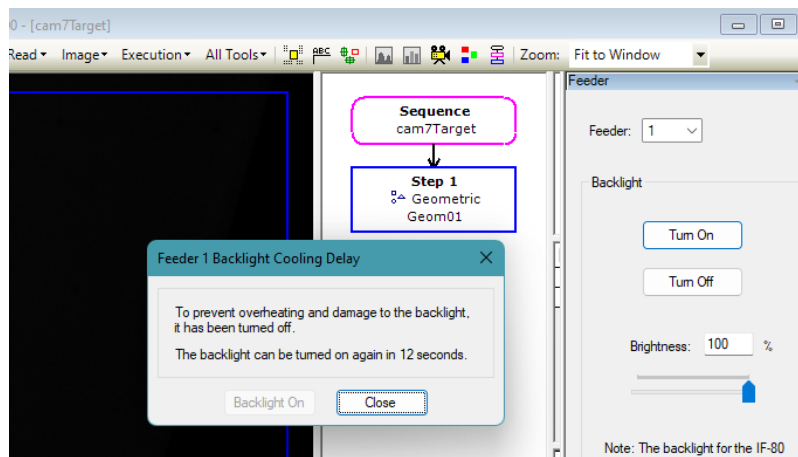 00 - [cam7Target]
Read Image Execution All Tools ABC Zoom: Fit to Window
Feeder
Sequence
cam7Target
Feeder: 1
Step 1
Geometric
Geom01
Backlight
Turn On
Turn Off
Feeder 1 Backlight Cooling Delay
To prevent overheating and damage to the backlight,
it has been turned off.
The backlight can be turned on again in 12 seconds.
Backlight On Close
Brightness: 100 %
Note: The backlight for the IF-80